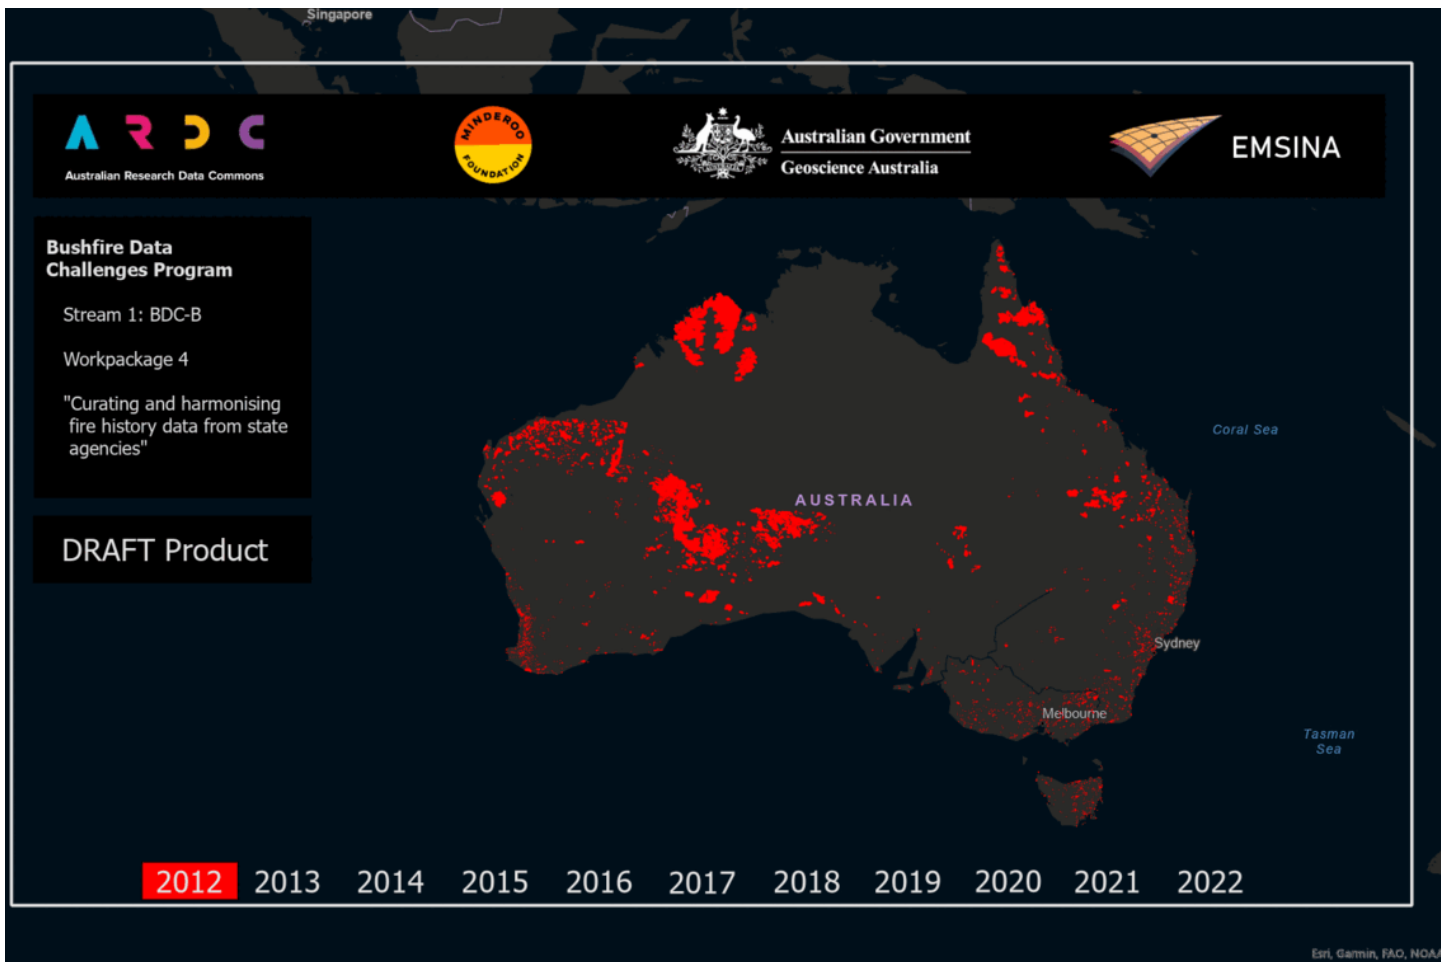 Singapore
ARDC
Australian Research Data Commons
MINDEROO
FOUNDATION
Australian Government
Geoscience Australia
EMSINA
Bushfire Data
Challenges Program
Stream 1: BDC-B
Workpackage 4
"Curating and harmonising
fire history data from state
agencies"
DRAFT Product
AUSTRALIA
Coral Sea
Sydney
Melbourne
Tasman
Sea
2012 2013 2014 2015 2016 2017 2018 2019 2020 2021 2022
Esri, Garmin, FAO, NOAA